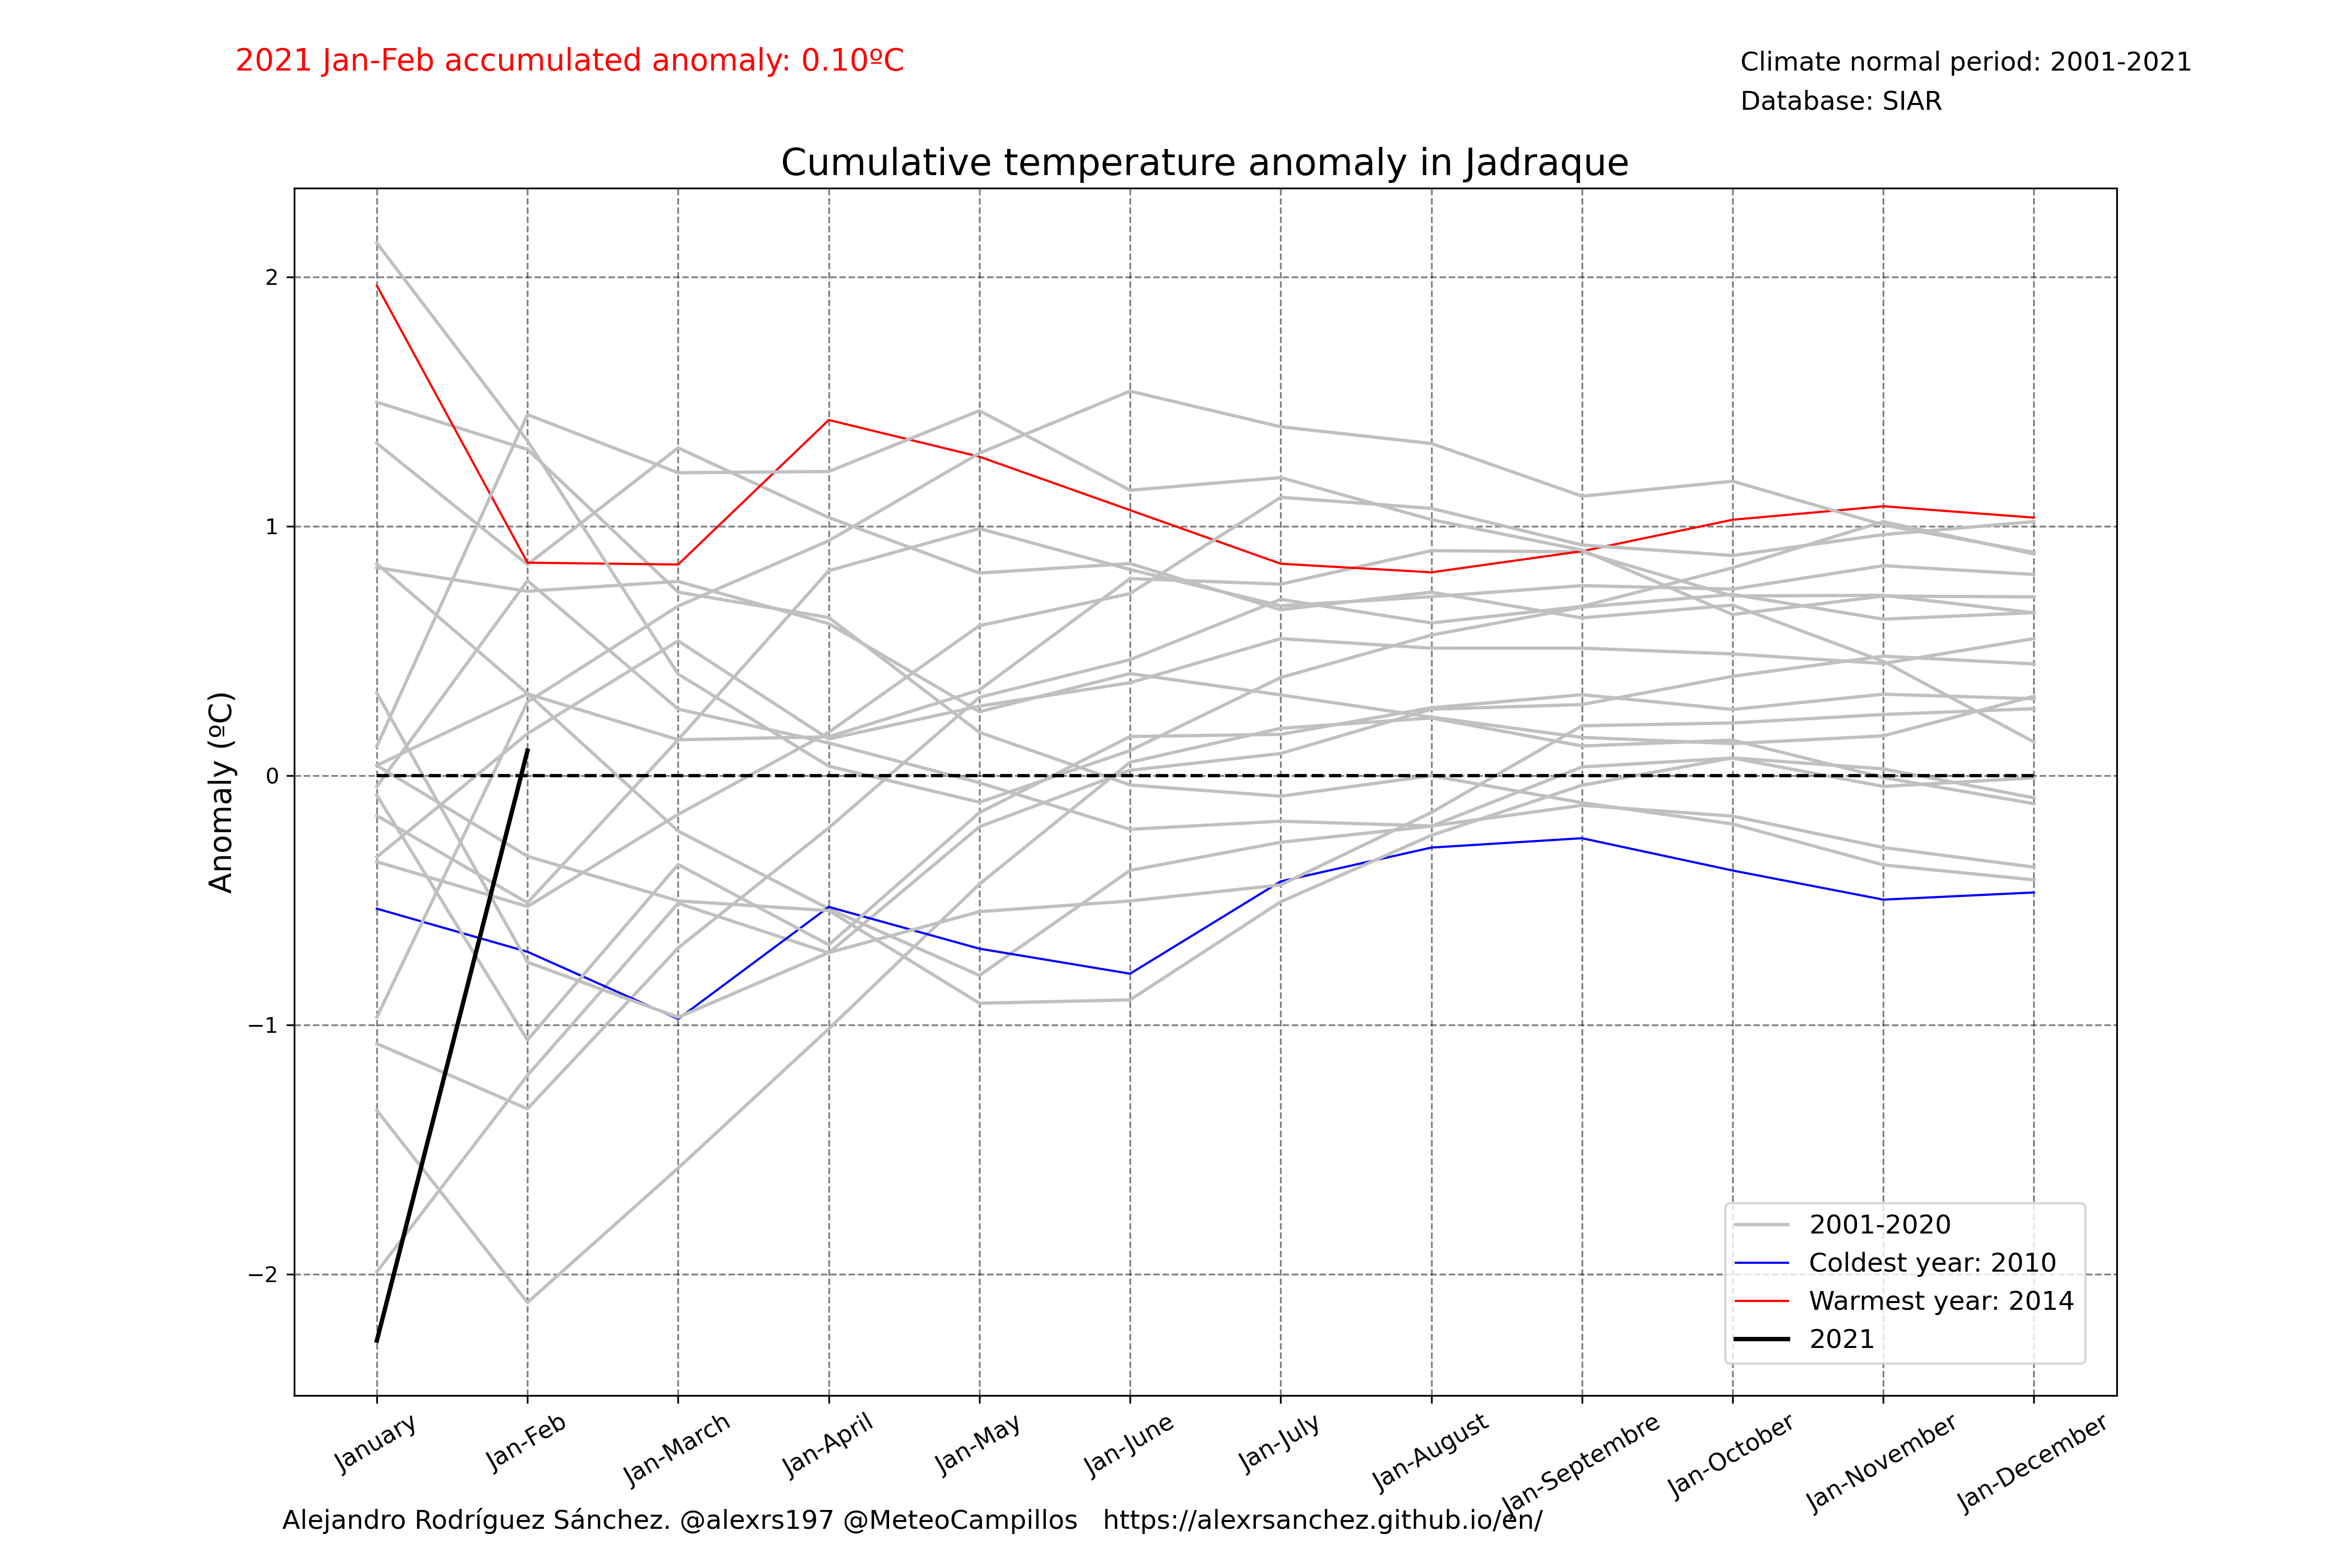 2021 Jan-Feb accumulated anomaly: 0.10ºC
Climate normal period: 2001-2021
Database: SIAR
Cumulative temperature anomaly in Jadraque
Anomaly (ºC)
2
1
0
−1
−2
2001-2020
Coldest year: 2010
Warmest year: 2014
2021
January
Jan-Feb
Jan-March
Jan-April
Jan-May
Jan-June
Jan-July
Jan-August
Jan-Septembre
Jan-October
Jan-November
Jan-December
Alejandro Rodríguez Sánchez. @alexrs197 @MeteoCampillos   https://alexrsanchez.github.io/en/